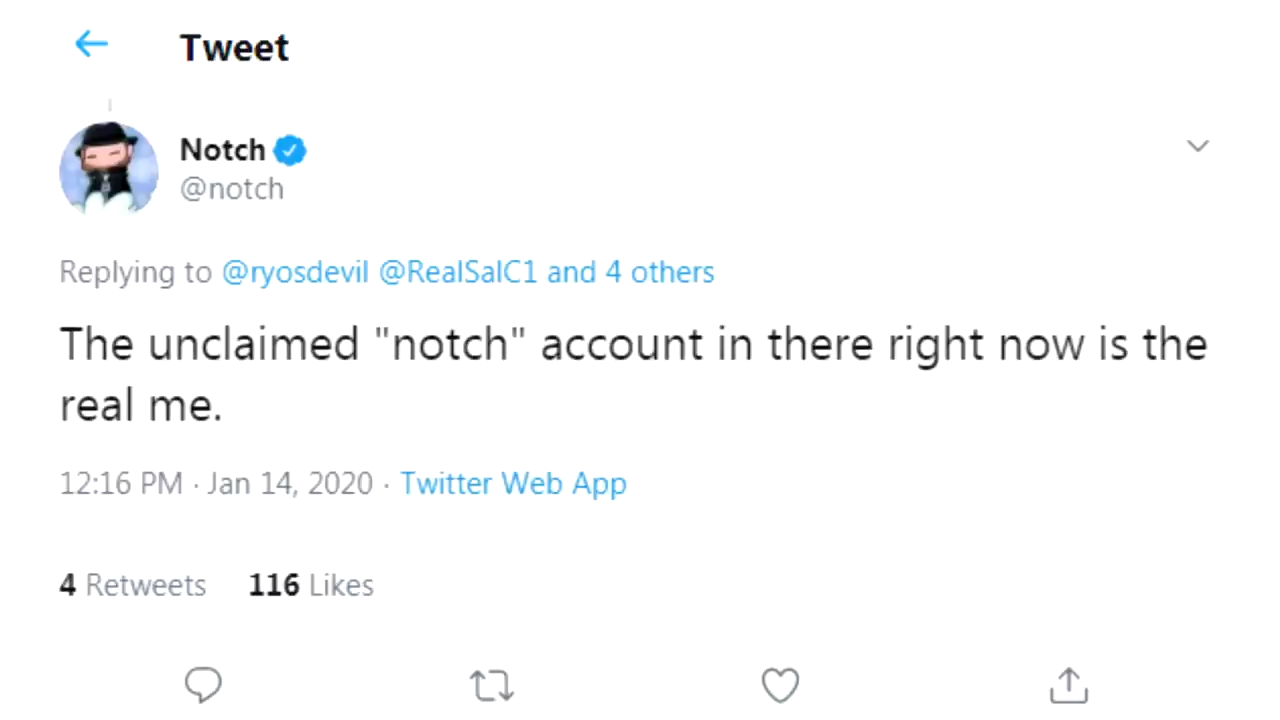 Tweet
Notch
@notch
Replying to @ryosdevil @RealSalC1 and 4 others
The unclaimed "notch" account in there right now is the
real me.
12:16 PM · Jan 14, 2020 · Twitter Web App
4 Retweets 116 Likes